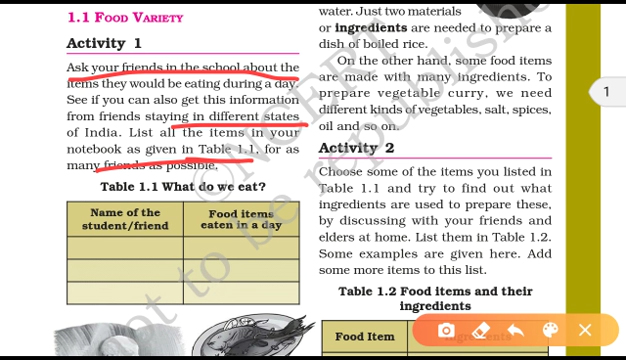 1.1 FOOD VARIETY
Activity 1
Ask your friends in the school about the
items they would be eating during a day.
See if you can also get this information
from friends staying in different states
of India. List all the items in your
notebook as given in Table 1.1, for as
many friends as possible.
Table 1.1 What do we eat?
Name of the student/friend
Food items eaten in a day
water. Just two materials
or ingredients are needed to prepare a
dish of boiled rice.
On the other hand, some food items
are made with many ingredients. To
prepare vegetable curry, we need
different kinds of vegetables, salt, spices,
oil and so on.
Activity 2
Choose some of the items you listed in
Table 1.1 and try to find out what
ingredients are used to prepare these,
by discussing with your friends and
elders at home. List them in Table 1.2.
Some examples are given here. Add
some more items to this list.
Table 1.2 Food items and their
ingredients
Food Item
Ingredients
1
©NCERT
not to be republished